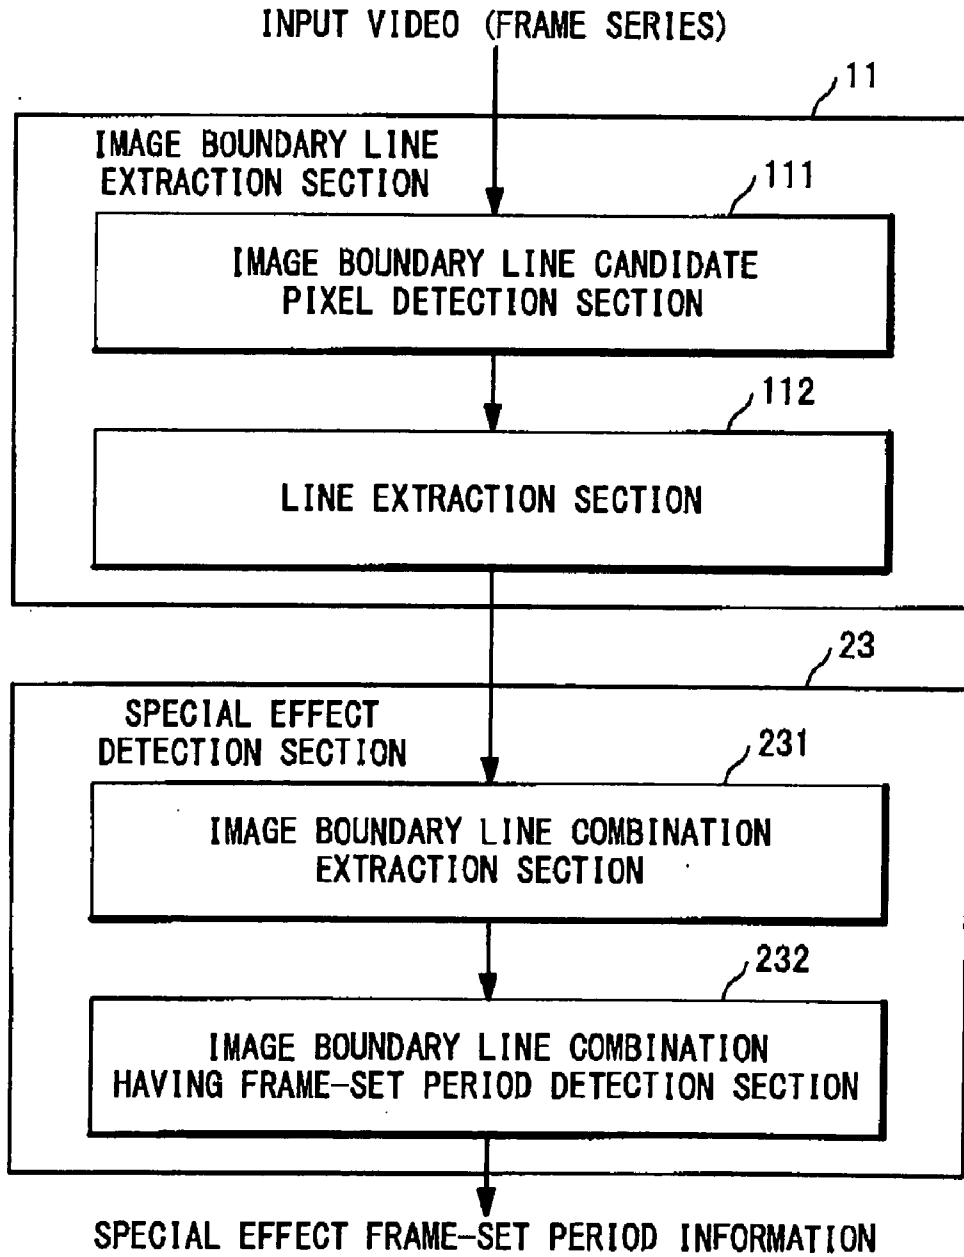 INPUT VIDEO (FRAME SERIES)
11
IMAGE BOUNDARY LINE
EXTRACTION SECTION
111
IMAGE BOUNDARY LINE CANDIDATE
PIXEL DETECTION SECTION
112
LINE EXTRACTION SECTION
23
SPECIAL EFFECT
DETECTION SECTION
231
IMAGE BOUNDARY LINE COMBINATION
EXTRACTION SECTION
232
IMAGE BOUNDARY LINE COMBINATION
HAVING FRAME-SET PERIOD DETECTION SECTION
SPECIAL EFFECT FRAME-SET PERIOD INFORMATION